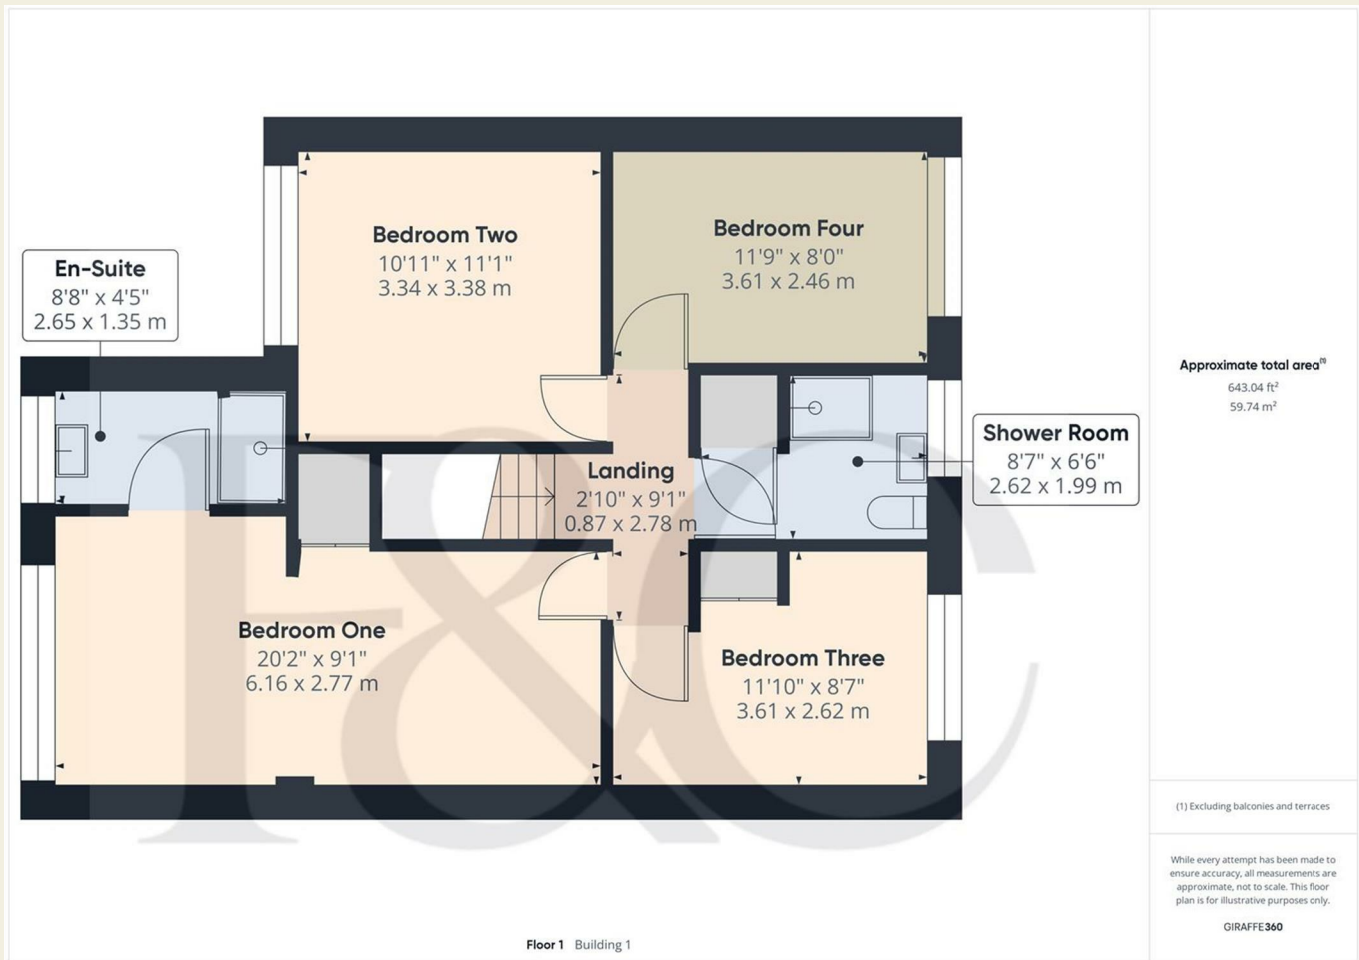 Bedroom Two
10'11" x 11'1"
3.34 x 3.38 m
Bedroom Four
11'9" x 8'0"
3.61 x 2.46 m
En-Suite
8'8" x 4'5"
2.65 x 1.35 m
Landing
2'10" x 9'1"
0.87 x 2.78 m
Shower Room
8'7" x 6'6"
2.62 x 1.99 m
Bedroom One
20'2" x 9'1"
6.16 x 2.77 m
Bedroom Three
11'10" x 8'7"
3.61 x 2.62 m
F&C
Floor 1 Building 1
Approximate total area⁽¹⁾
643.04 ft²
59.74 m²
(1) Excluding balconies and terraces
While every attempt has been made to
ensure accuracy, all measurements are
approximate, not to scale. This floor
plan is for illustrative purposes only.
GIRAFFE360